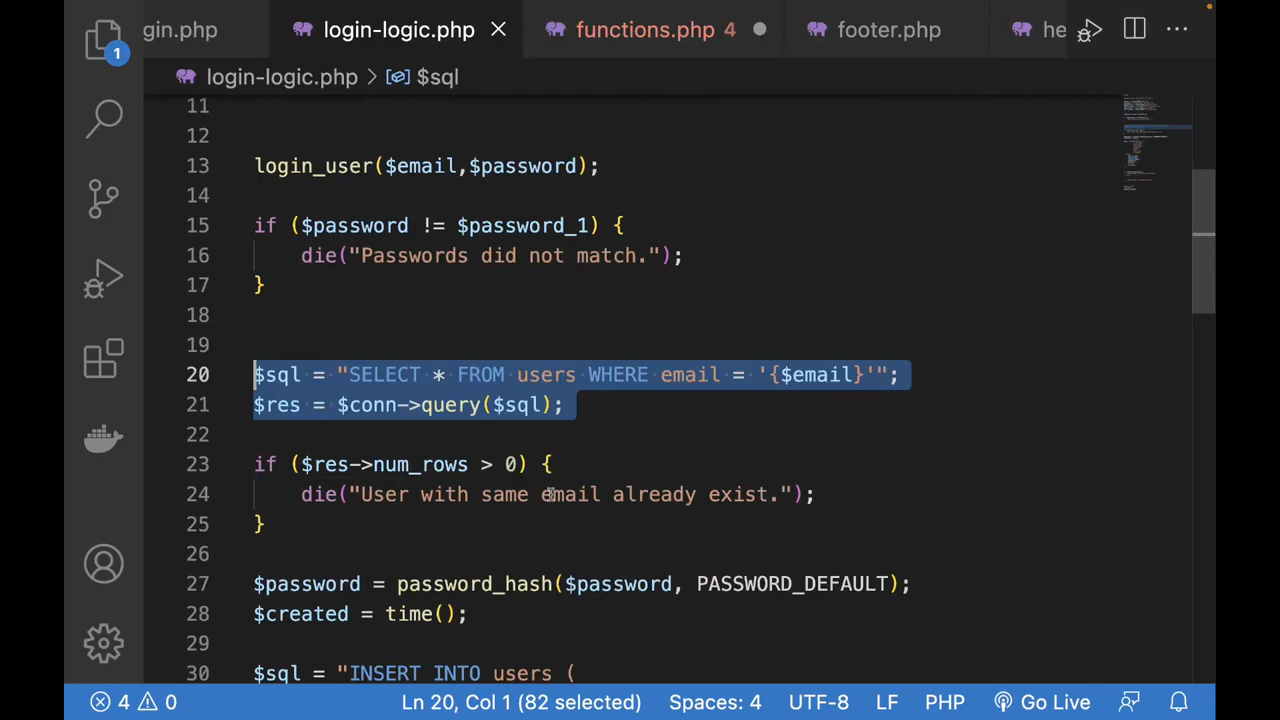 gin.php login-logic.php functions.php 4 footer.php he
1 login-logic.php > $sql
11
12
13 login_user($email,$password);
14
15 if ($password != $password_1) {
16 die("Passwords did not match.");
17 }
18
19
20 $sql = "SELECT * FROM users WHERE email = '{$email}'";
21 $res = $conn->query($sql);
22
23 if ($res->num_rows > 0) {
24 die("User with same email already exist.");
25 }
26
27 $password = password_hash($password, PASSWORD_DEFAULT);
28 $created = time();
29
30 $sql = "INSERT INTO users (
4 0 Ln 20, Col 1 (82 selected) Spaces: 4 UTF-8 LF PHP Go Live